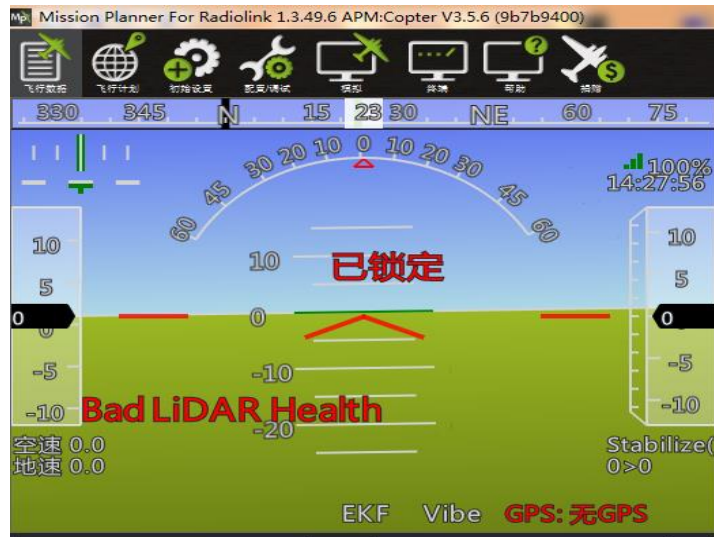 Mission Planner For Radiolink 1.3.49.6 APM:Copter V3.5.6 (9b7b9400)
飞行数据 飞行计划 初始设置 配置/调试 模拟 终端 帮助 捐赠
330 345 N 15 23 30 NE 60 75
60 45 30 20 10 0 10 20 30 45 60
100%
14:27:56
10 10 10
已锁定
5 5
0 0 0 0
-5 -5
-10 -10 -10
Bad LiDAR Health
-20
空速 0.0 Stabilize(
地速 0.0 0>0
EKF Vibe GPS: 无GPS